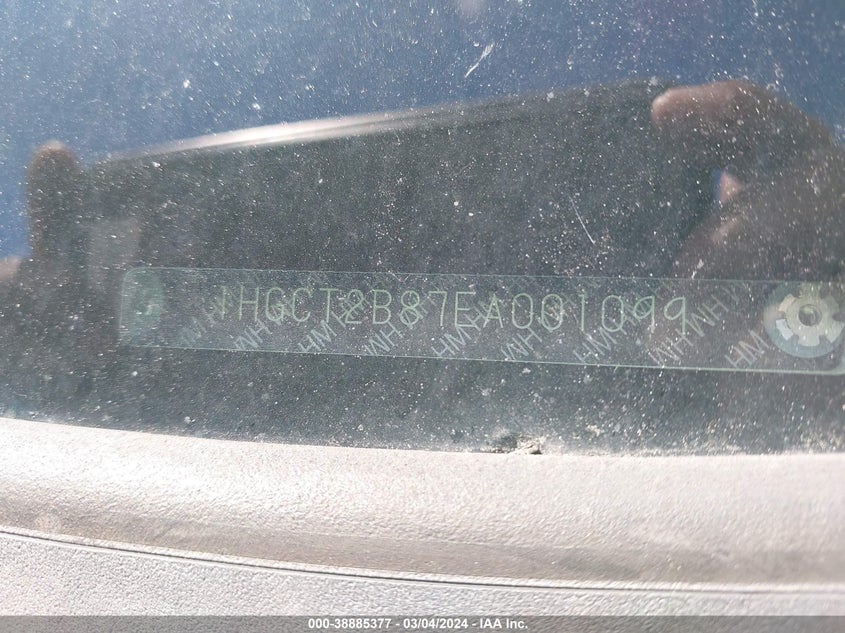 1HGCT2B87EA001099
000-38885377 - 03/04/2024 - IAA Inc.